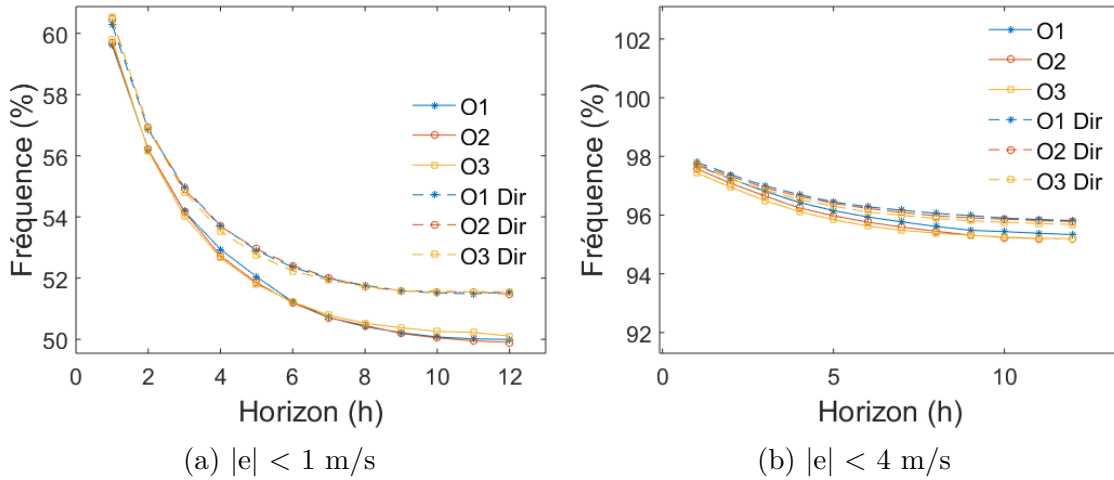 60
58
56
54
52
50
Fréquence (%)
0 2 4 6 8 10 12
Horizon (h)
O1
O2
O3
O1 Dir
O2 Dir
O3 Dir
(a) |e| < 1 m/s
102
100
98
96
94
92
Fréquence (%)
0 5 10
Horizon (h)
O1
O2
O3
O1 Dir
O2 Dir
O3 Dir
(b) |e| < 4 m/s